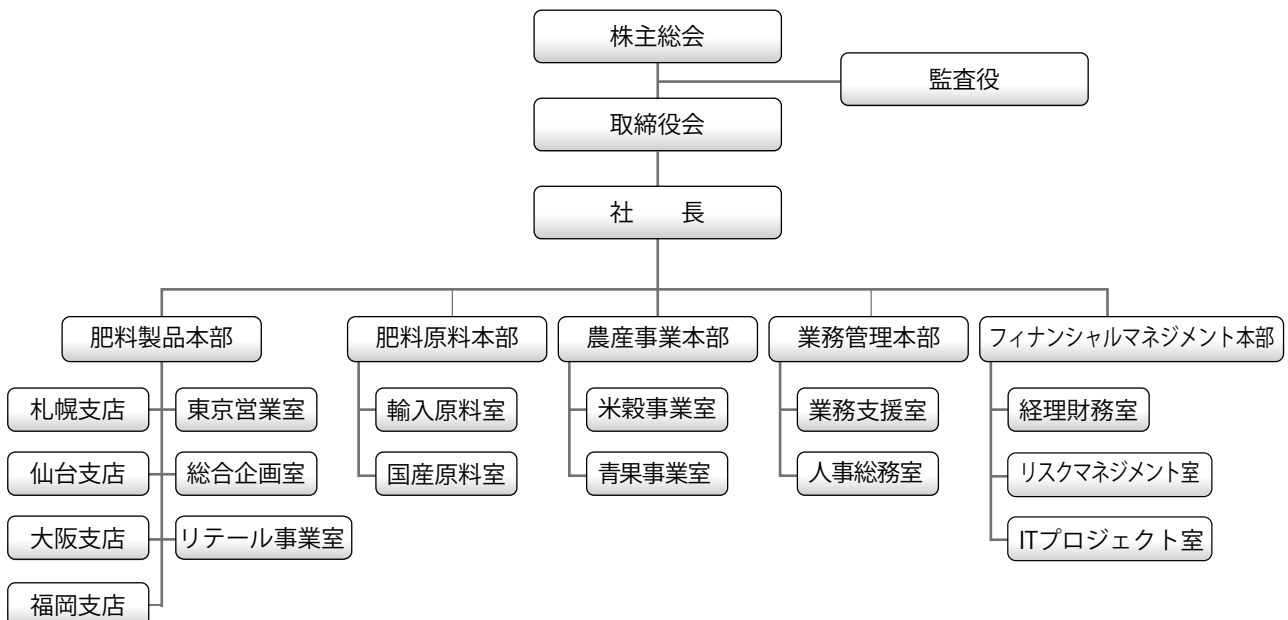 株主総会
監査役
取締役会
社　　長
肥料製品本部
肥料原料本部
農産事業本部
業務管理本部
フィナンシャルマネジメント本部
札幌支店
東京営業室
輸入原料室
米穀事業室
業務支援室
経理財務室
仙台支店
総合企画室
国産原料室
青果事業室
人事総務室
リスクマネジメント室
大阪支店
リテール事業室
ITプロジェクト室
福岡支店